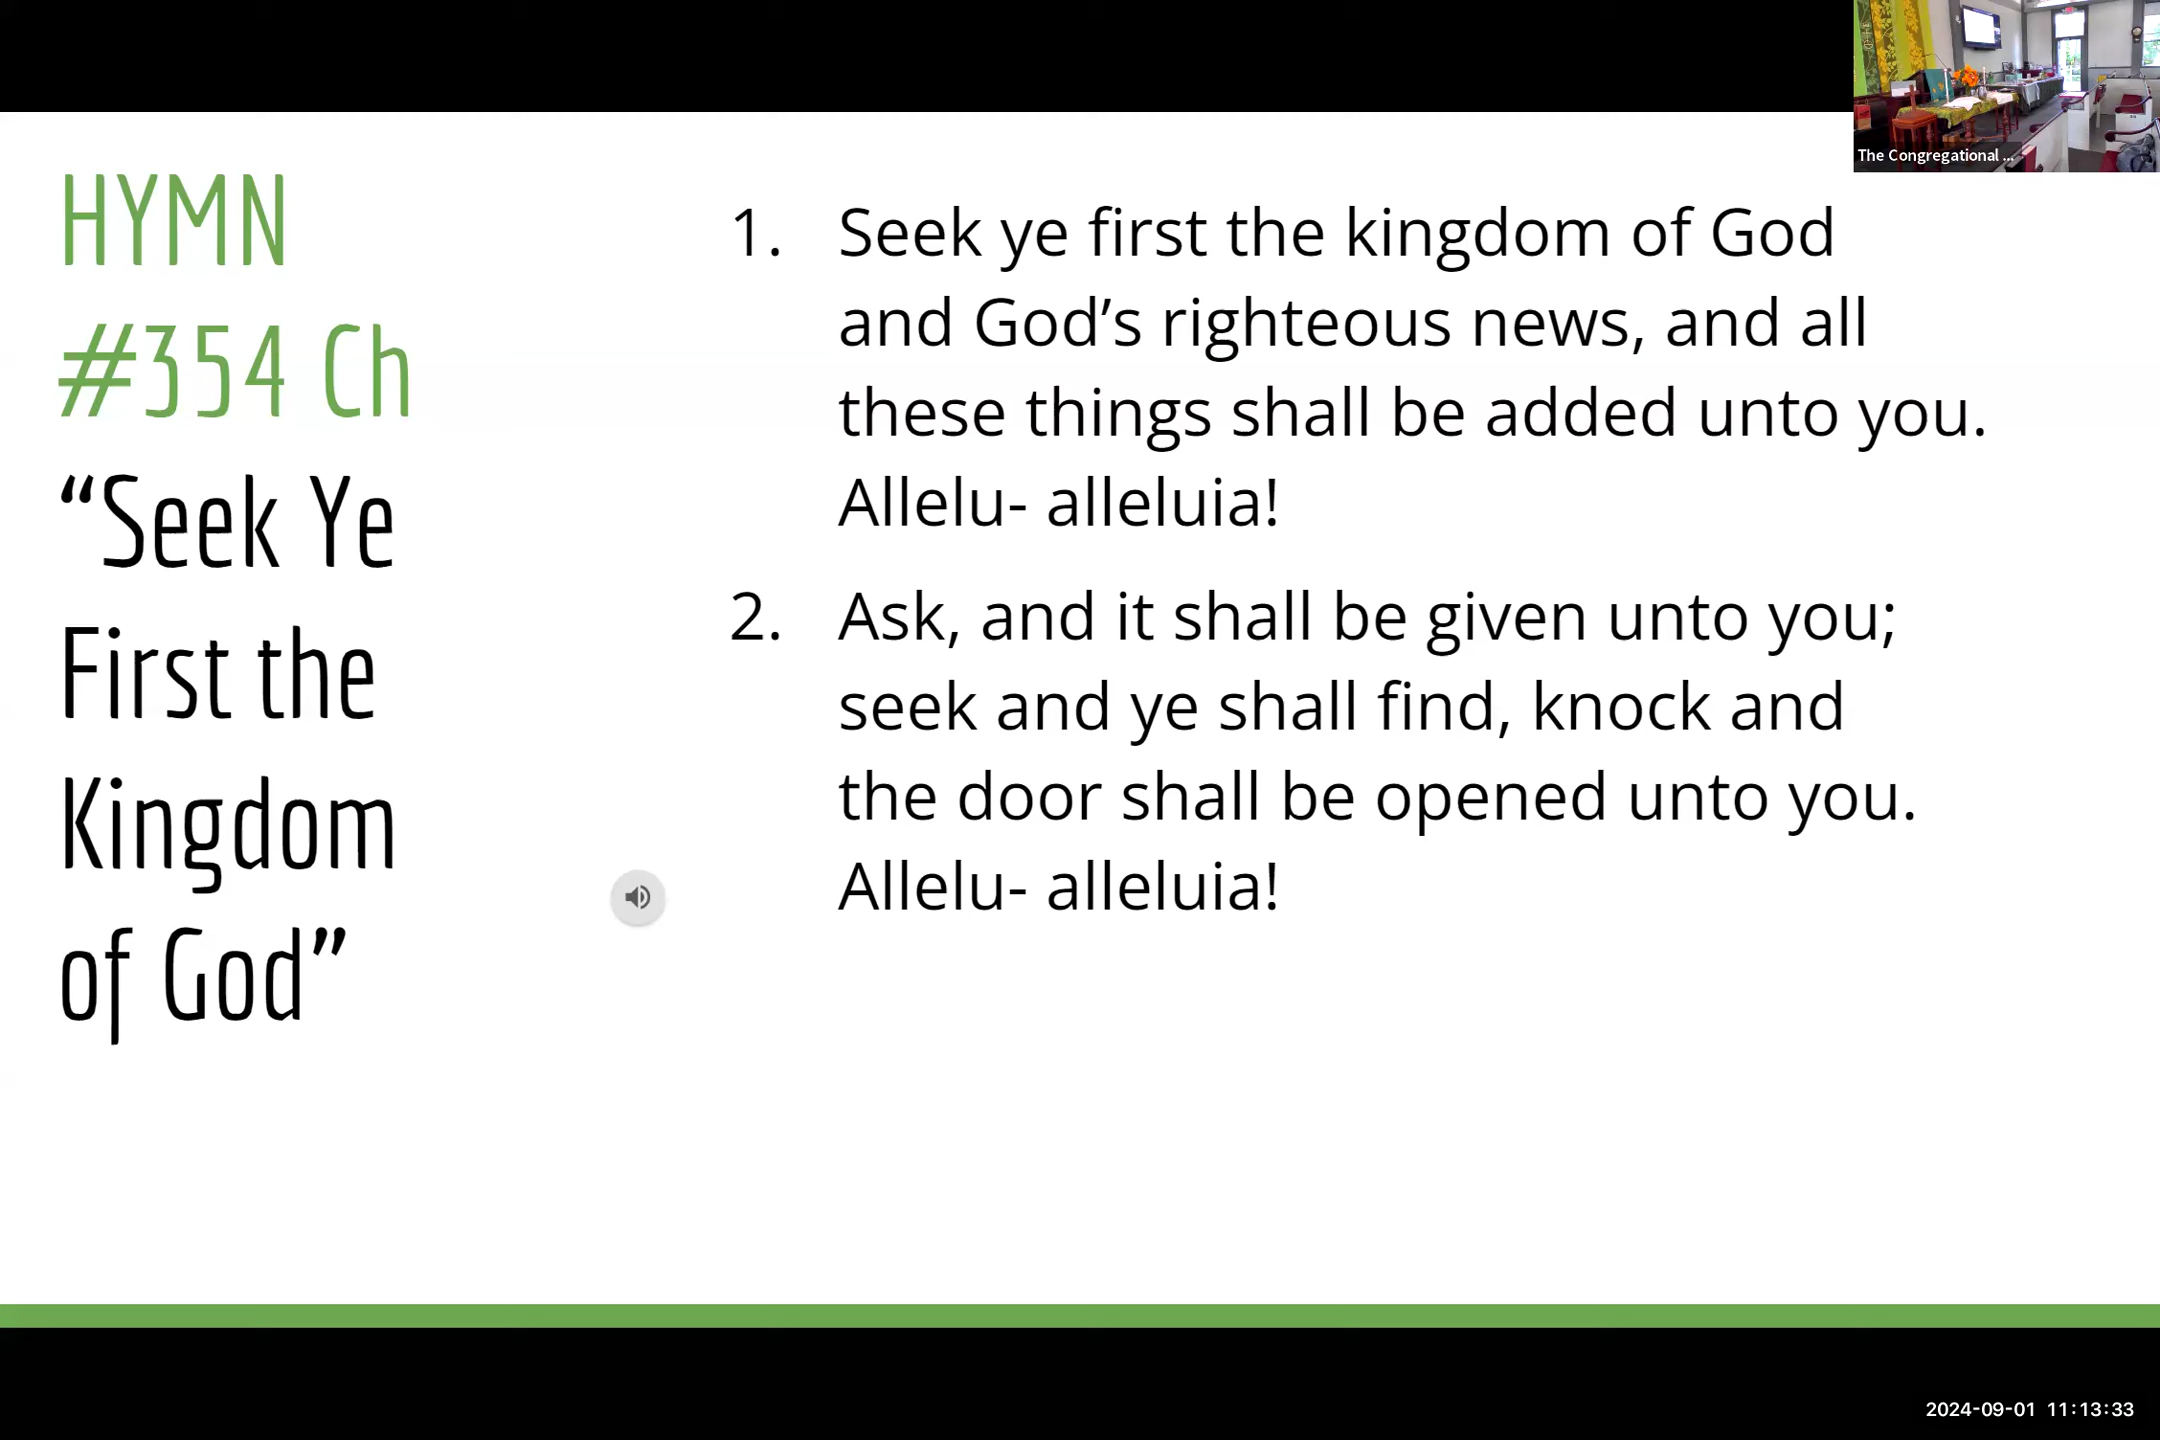 The Congregational ...
HYMN
#354 Ch
“Seek Ye
First the
Kingdom
of God”
1. Seek ye first the kingdom of God
and God’s righteous news, and all
these things shall be added unto you.
Allelu- alleluia!
2. Ask, and it shall be given unto you;
seek and ye shall find, knock and
the door shall be opened unto you.
Allelu- alleluia!
2024-09-01 11:13:33